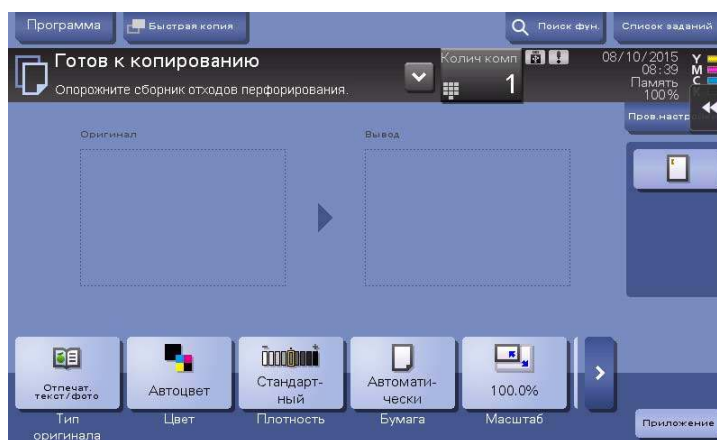 Программа
Быстрая копия
Поиск фун.
Список заданий
Готов к копированию
Опорожните сборник отходов перфорирования.
Колич комп
1
08/10/2015
08:39
Память
100%
Y
M
C
K
Пров.настр
Оригинал
Вывод
Отпечат.
текст/фото
Автоцвет
Стандарт-
ный
Автомати-
чески
100.0%
Тип
оригинала
Цвет
Плотность
Бумага
Масштаб
Приложение